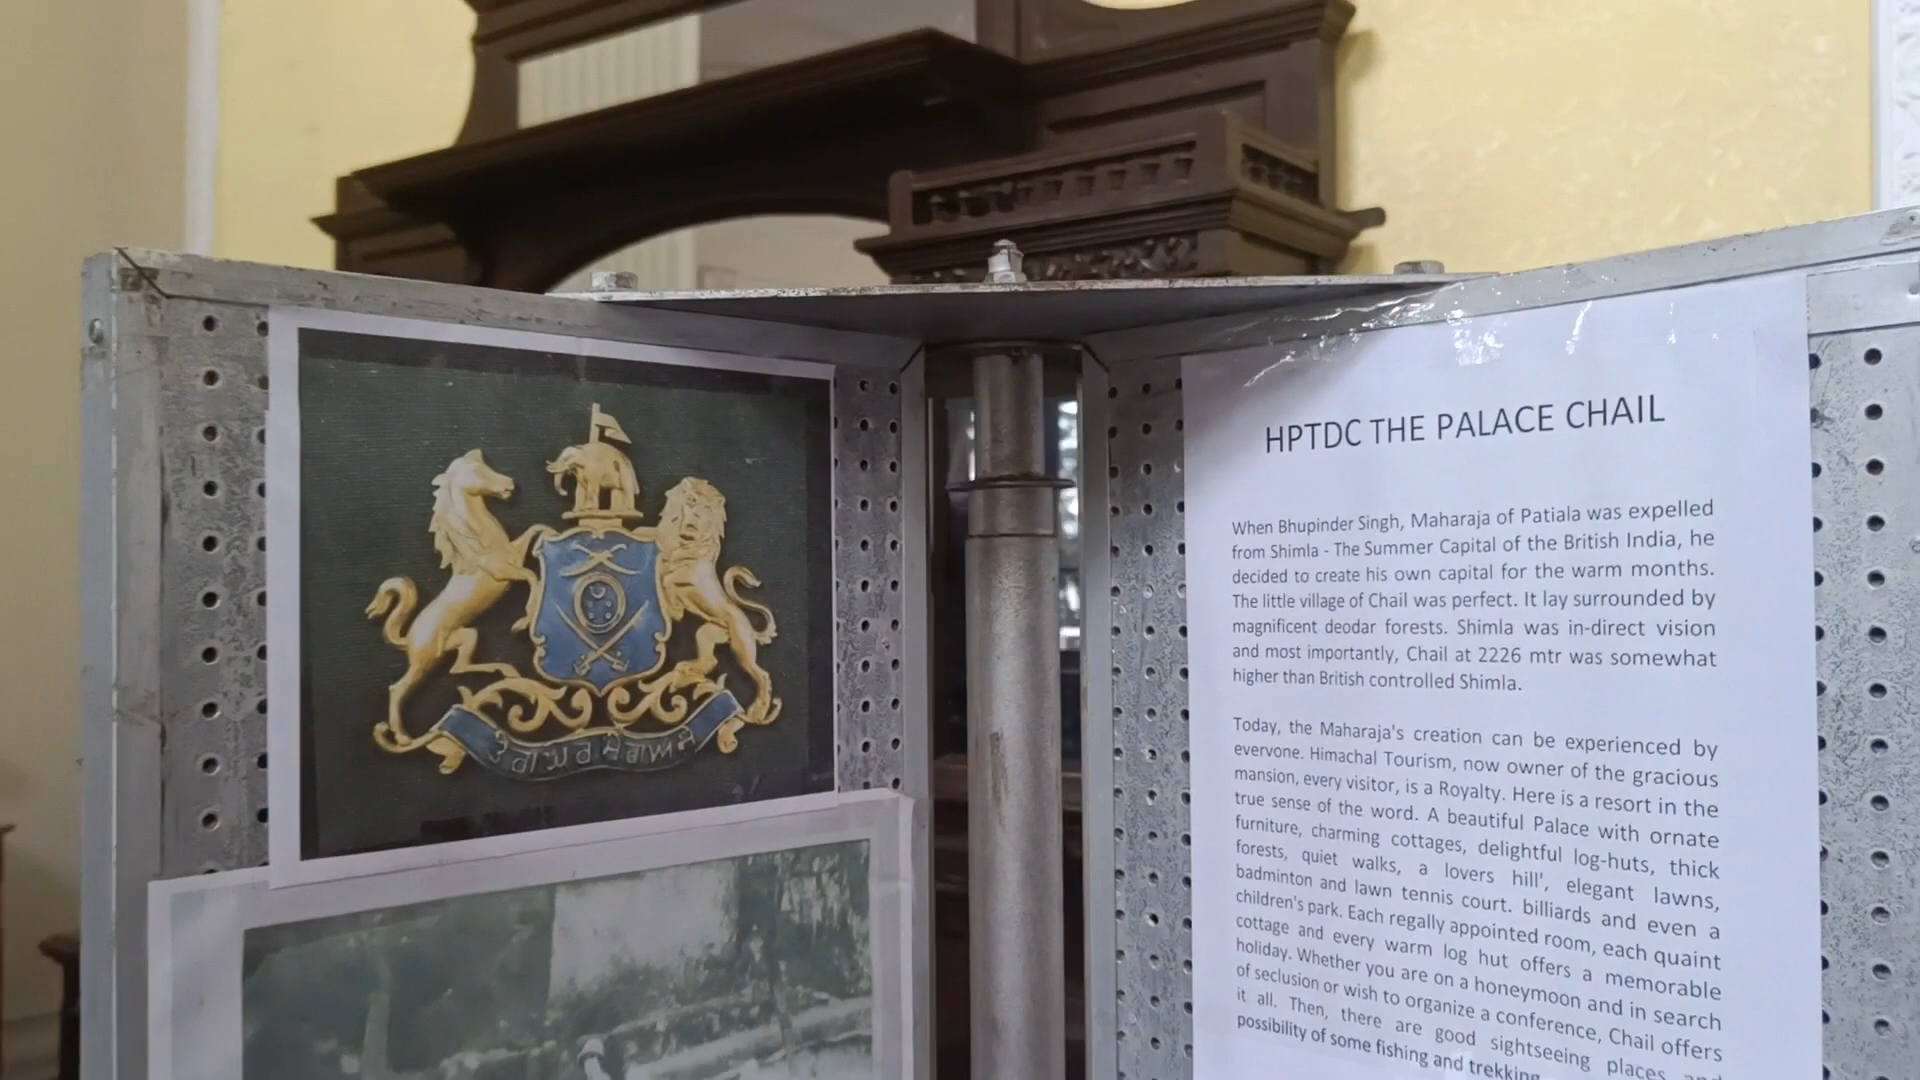 HPTDC THE PALACE CHAIL
When Bhupinder Singh, Maharaja of Patiala was expelled
from Shimla - The Summer Capital of the British India, he
decided to create his own capital for the warm months.
The little village of Chail was perfect. It lay surrounded by
magnificent deodar forests. Shimla was in-direct vision
and most importantly, Chail at 2226 mtr was somewhat
higher than British controlled Shimla.
Today, the Maharaja's creation can be experienced by
everyone. Himachal Tourism, now owner of the gracious
mansion, every visitor, is a Royalty. Here is a resort in the
true sense of the word. A beautiful Palace with ornate
furniture, charming cottages, delightful log-huts, thick
forests, quiet walks, a lovers hill', elegant lawns,
badminton and lawn tennis court. billiards and even a
children's park. Each regally appointed room, each quaint
cottage and every warm log hut offers a memorable
holiday. Whether you are on a honeymoon and in search
of seclusion or wish to organize a conference, Chail offers
it all. Then, there are good sightseeing places and
possibility of some fishing and trekking